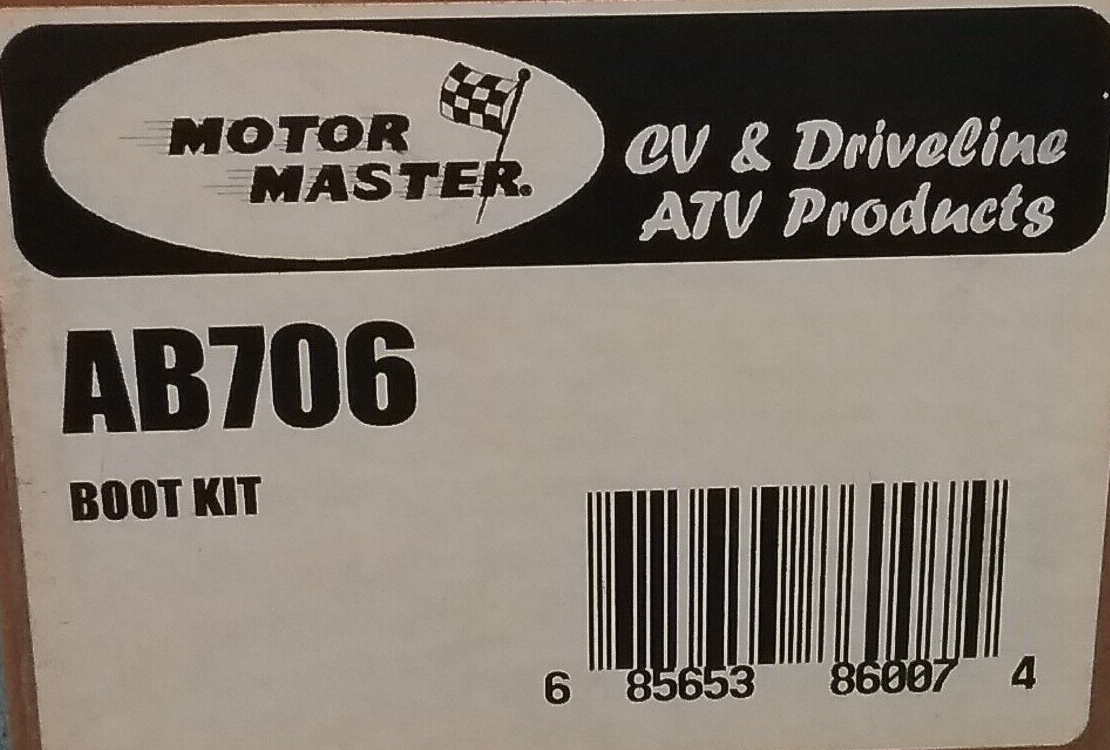 MOTOR
MASTER®
CV & Driveline
ATV Products
AB706
BOOT KIT
6 85653 86007 4